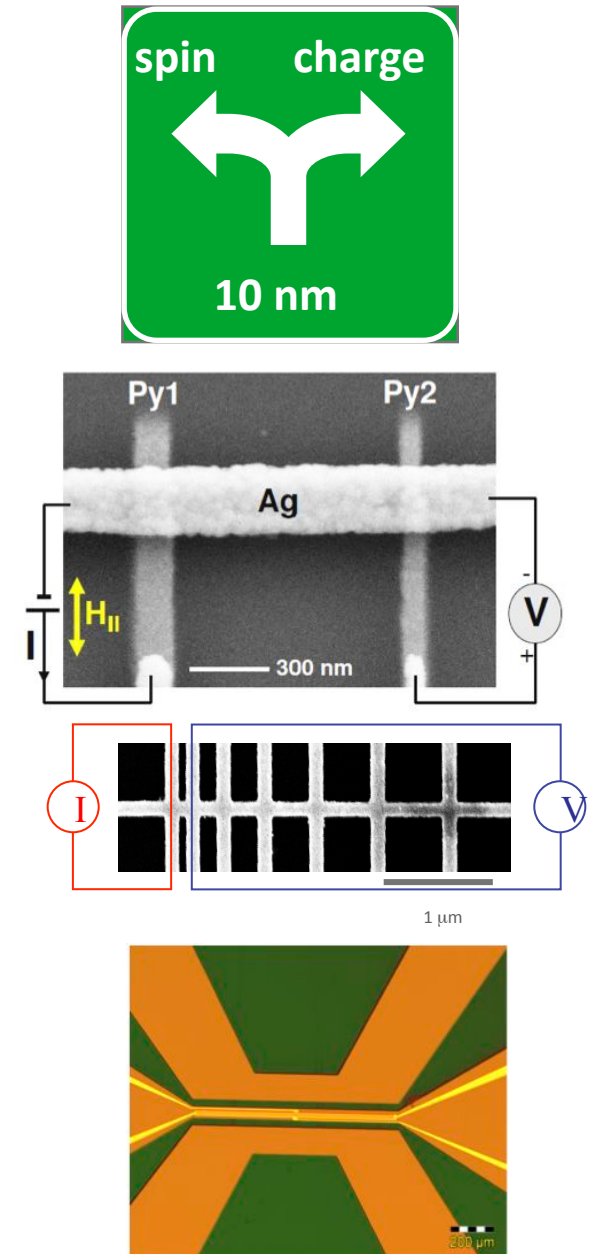 spin charge
10 nm
Py1 Py2
Ag
-
V
+
H||
I
300 nm
I
V
1 μm
200 μm